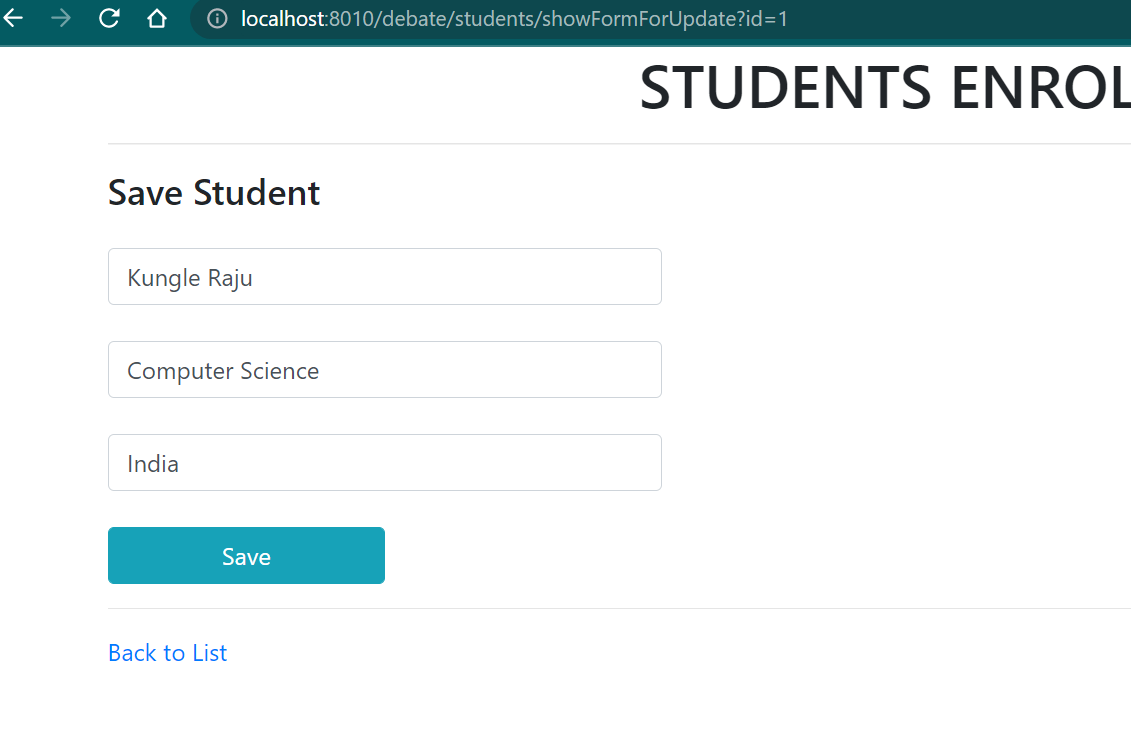 localhost:8010/debate/students/showFormForUpdate?id=1
STUDENTS ENROL
Save Student
Kungle Raju
Computer Science
India
Save
Back to List